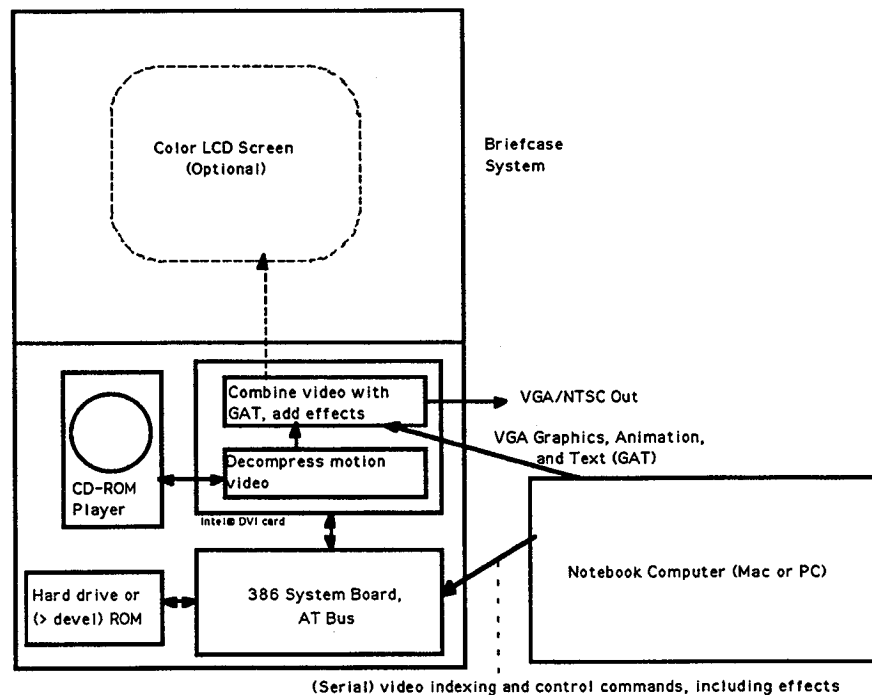 Color LCD Screen
(Optional)
Briefcase
System
Combine video with
GAT, add effects
VGA/NTSC Out
VGA Graphics, Animation,
and Text (GAT)
Decompress motion
video
CD-ROM
Player
Intel® DVI card
Notebook Computer (Mac or PC)
Hard drive or
(> devel) ROM
386 System Board,
AT Bus
(Serial) video indexing and control commands, including effects